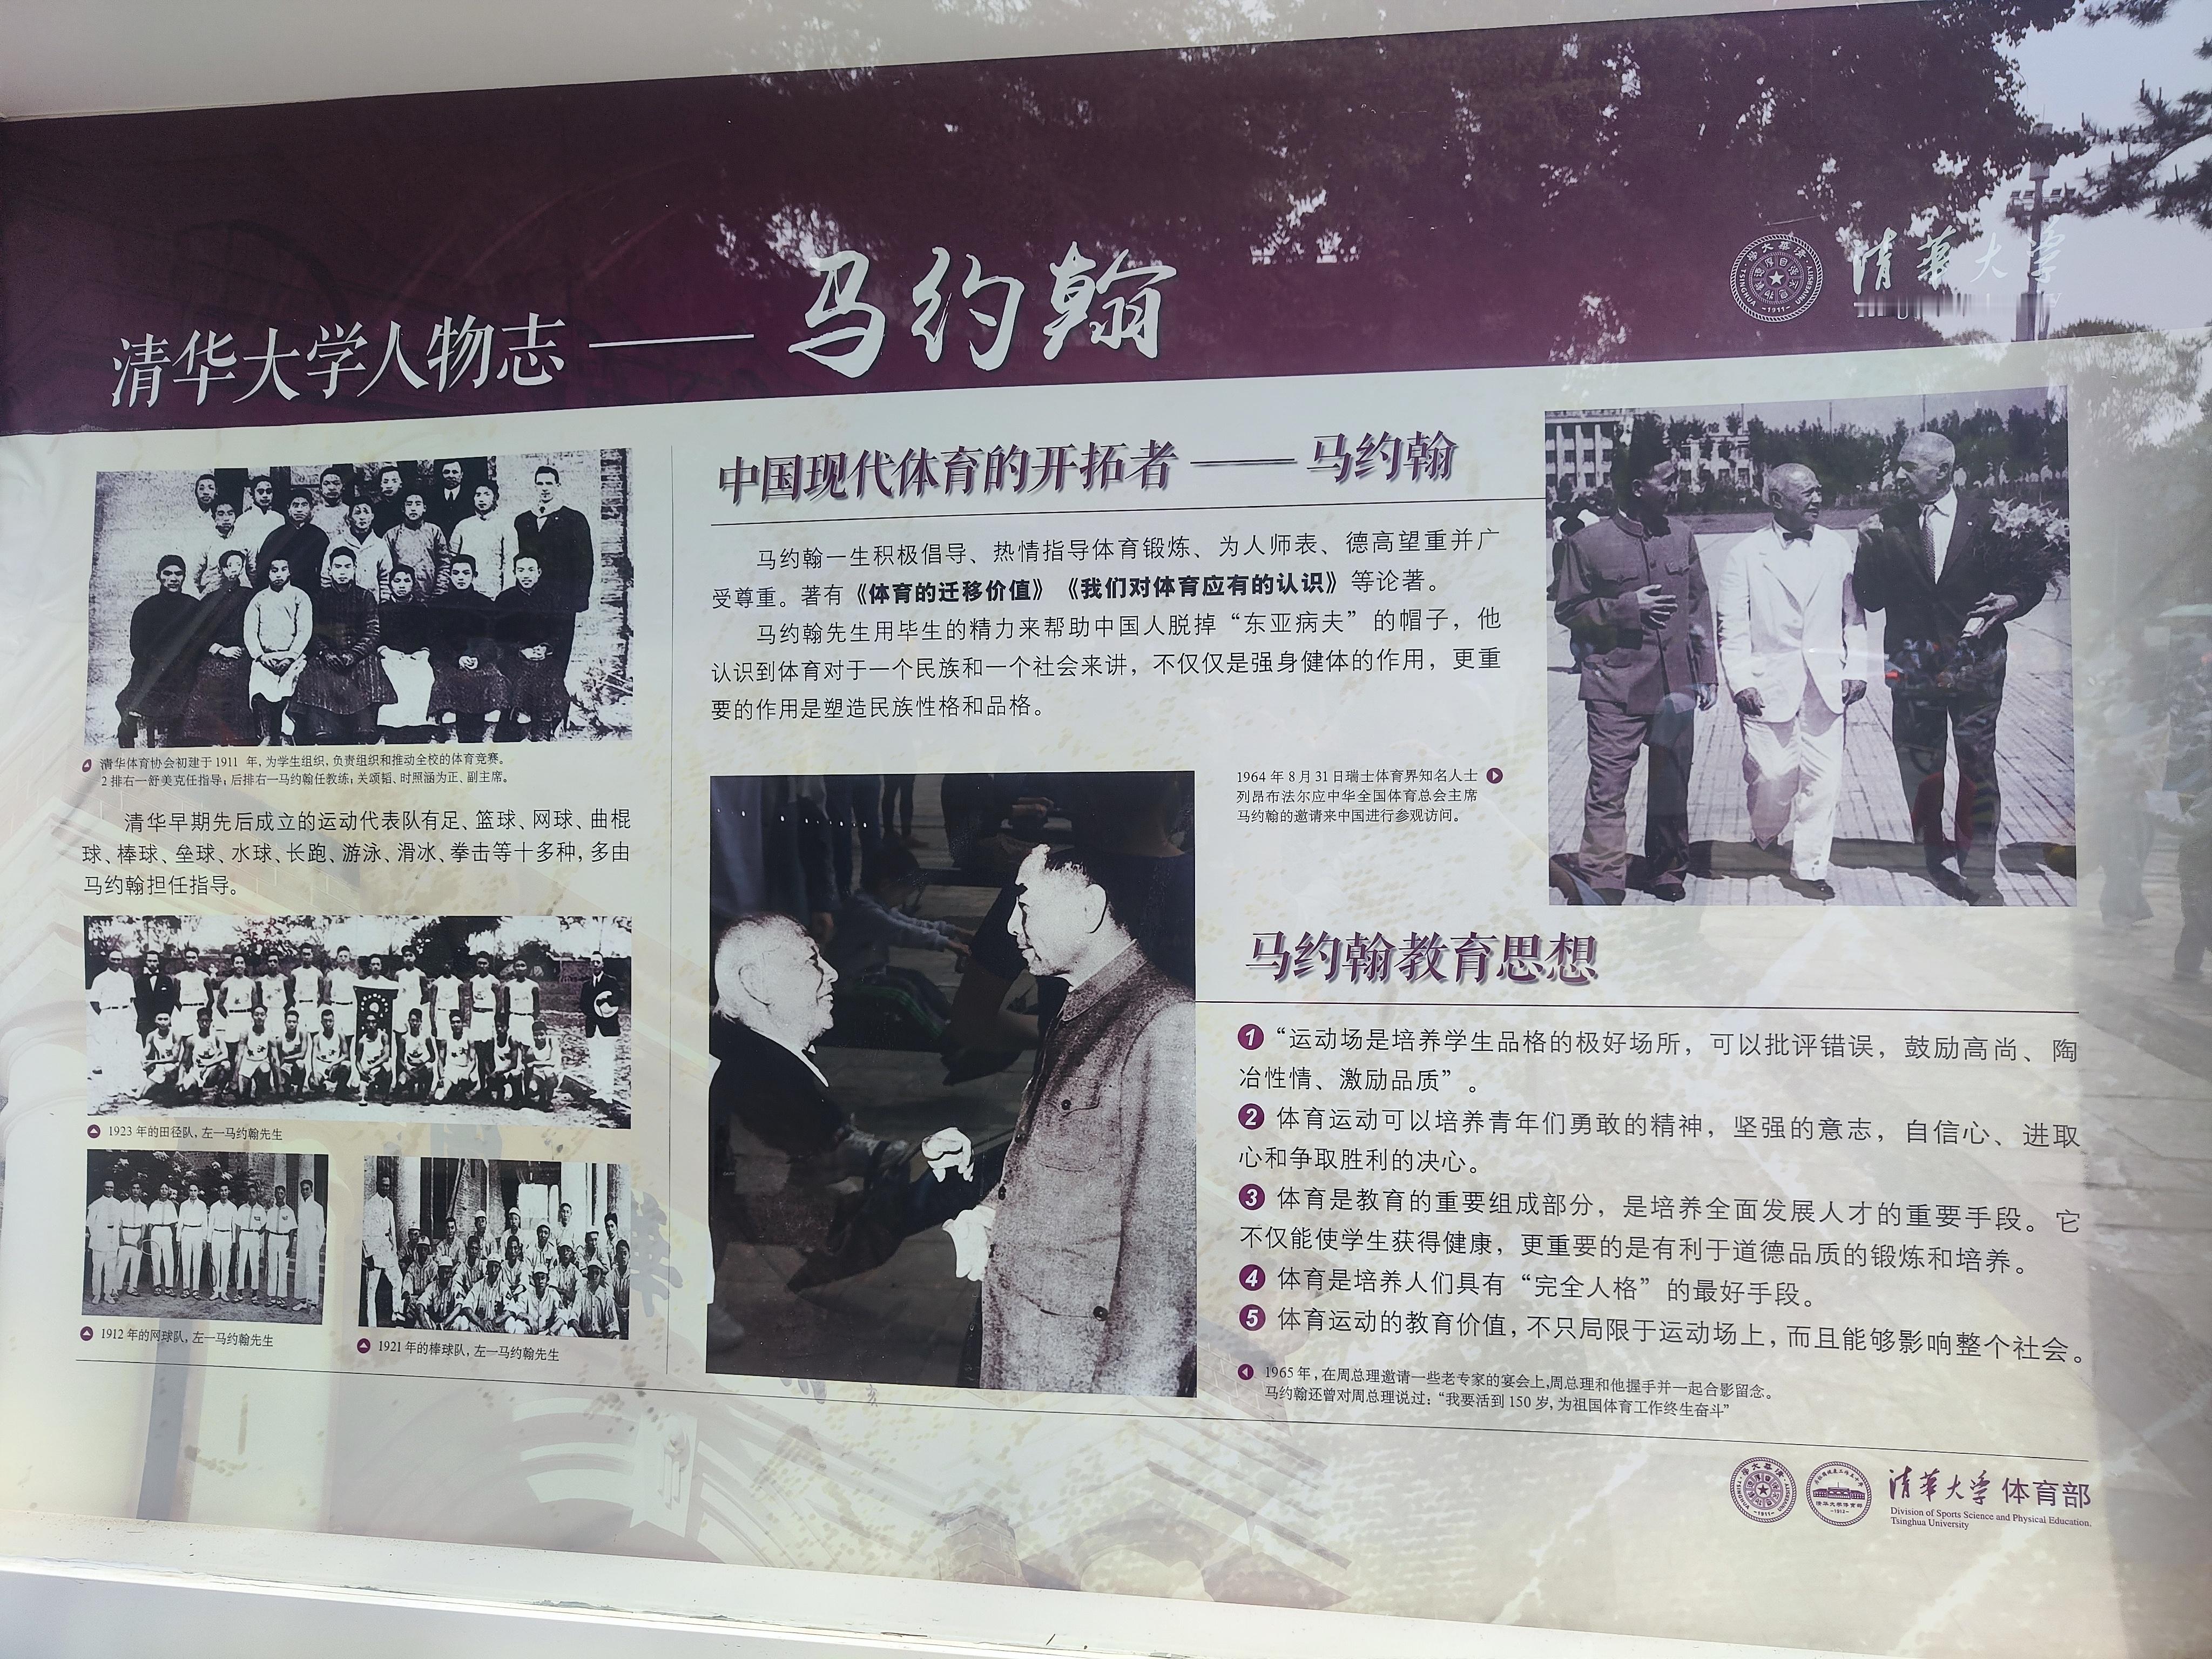 清华大学人物志——马约翰
TSINGHUA UNIVERSITY
-1911-
清华大学
清华体育协会初建于1911 年,为学生组织,负责组织和推动全校的体育竞赛。
2排右一舒美克任指导;后排右一马约翰任教练;关颂韬、时照涵为正、副主席。
清华早期先后成立的运动代表队有足、篮球、网球、曲棍
球、棒球、垒球、水球、长跑、游泳、滑冰、拳击等十多种,多由
马约翰担任指导。
1923 年的田径队,左一马约翰先生
1912 年的网球队,左一马约翰先生
1921 年的棒球队,左一马约翰先生
中国现代体育的开拓者——马约翰
马约翰一生积极倡导、热情指导体育锻炼、为人师表、德高望重并广
受尊重。著有《体育的迁移价值》《我们对体育应有的认识》等论著。
马约翰先生用毕生的精力来帮助中国人脱掉“东亚病夫”的帽子，他
认识到体育对于一个民族和一个社会来讲，不仅仅是强身健体的作用，更重
要的作用是塑造民族性格和品格。
1964 年 8 月 31 日瑞士体育界知名人士
列昂布法尔应中华全国体育总会主席
马约翰的邀请来中国进行参观访问。
马约翰教育思想
1 “运动场是培养学生品格的极好场所，可以批评错误，鼓励高尚、陶
冶性情、激励品质”。
2 体育运动可以培养青年们勇敢的精神，坚强的意志，自信心、进取
心和争取胜利的决心。
3 体育是教育的重要组成部分，是培养全面发展人才的重要手段。它
不仅能使学生获得健康，更重要的是有利于道德品质的锻炼和培养。
4 体育是培养人们具有“完全人格”的最好手段。
5 体育运动的教育价值，不只局限于运动场上，而且能够影响整个社会。
1965 年,在周总理邀请一些老专家的宴会上,周总理和他握手并一起合影留念。
马约翰还曾对周总理说过:“我要活到 150 岁,为祖国体育工作终生奋斗”
清华大学体育部
Division of Sports Science and Physical Education.
Tsinghua University